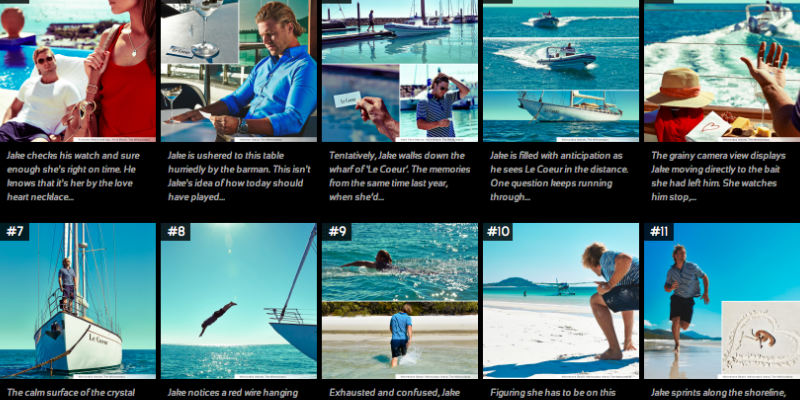 Jake checks his watch and sure
enough she's right on time. He
knows that it's her by the love
heart necklace...
Jake is ushered to this table
hurriedly by the barman. This isn't
Jake's idea of how today should
have played...
Tentatively, Jake walks down the
wharf of 'Le Coeur'. The memories
from the same time last year,
when she'd...
Jake is filled with anticipation as
he sees Le Coeur in the distance.
One question keeps running
through...
The grainy camera view displays
Jake moving directly to the bait
she had left him. She watches
him stop,...
#7
#8
#9
#10
#11
Le Coeur
The calm surface of the crystal
Jake notices a red wire hanging
Exhausted and confused, Jake
Figuring she has to be on this
Jake sprints along the shoreline,